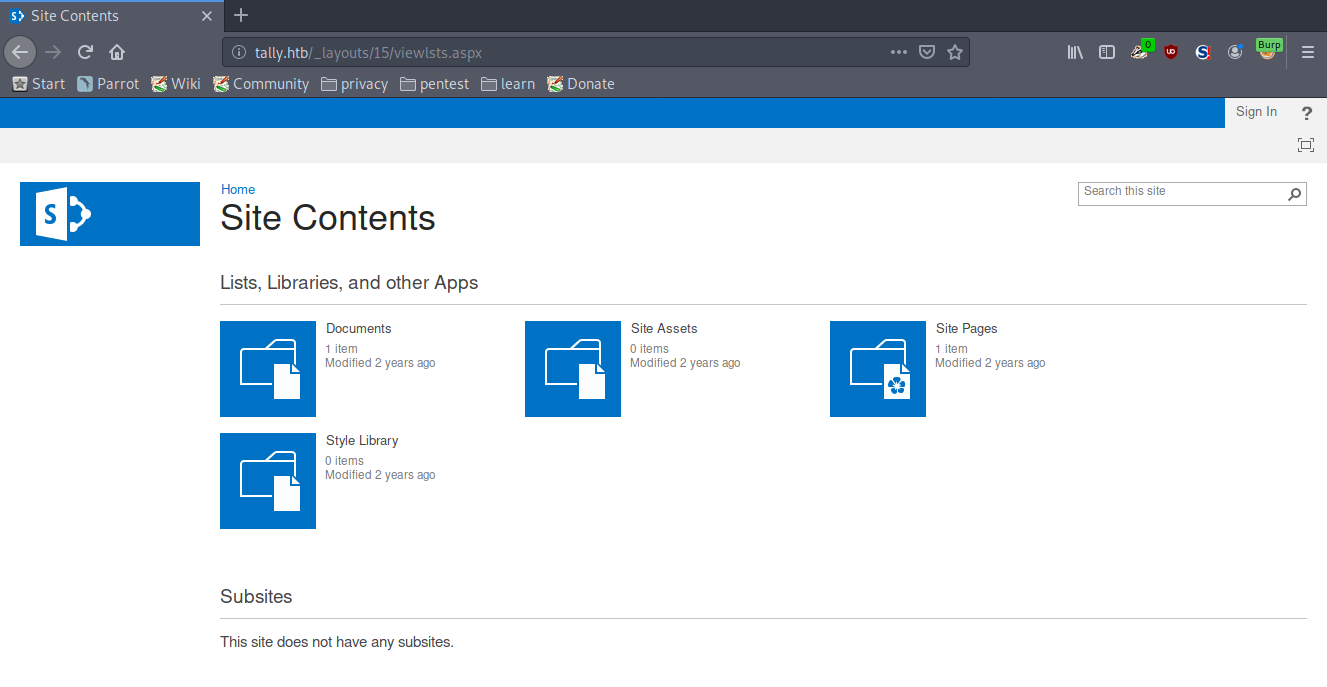 Site Contents
tally.htb/_layouts/15/viewlsts.aspx
0
UD
S
Burp
Start Parrot Wiki Community privacy pentest learn Donate
Sign In ?
S
Home
Search this site
Site Contents
Lists, Libraries, and other Apps
Documents
1 item
Modified 2 years ago
Site Assets
0 items
Modified 2 years ago
Site Pages
1 item
Modified 2 years ago
Style Library
0 items
Modified 2 years ago
Subsites
This site does not have any subsites.